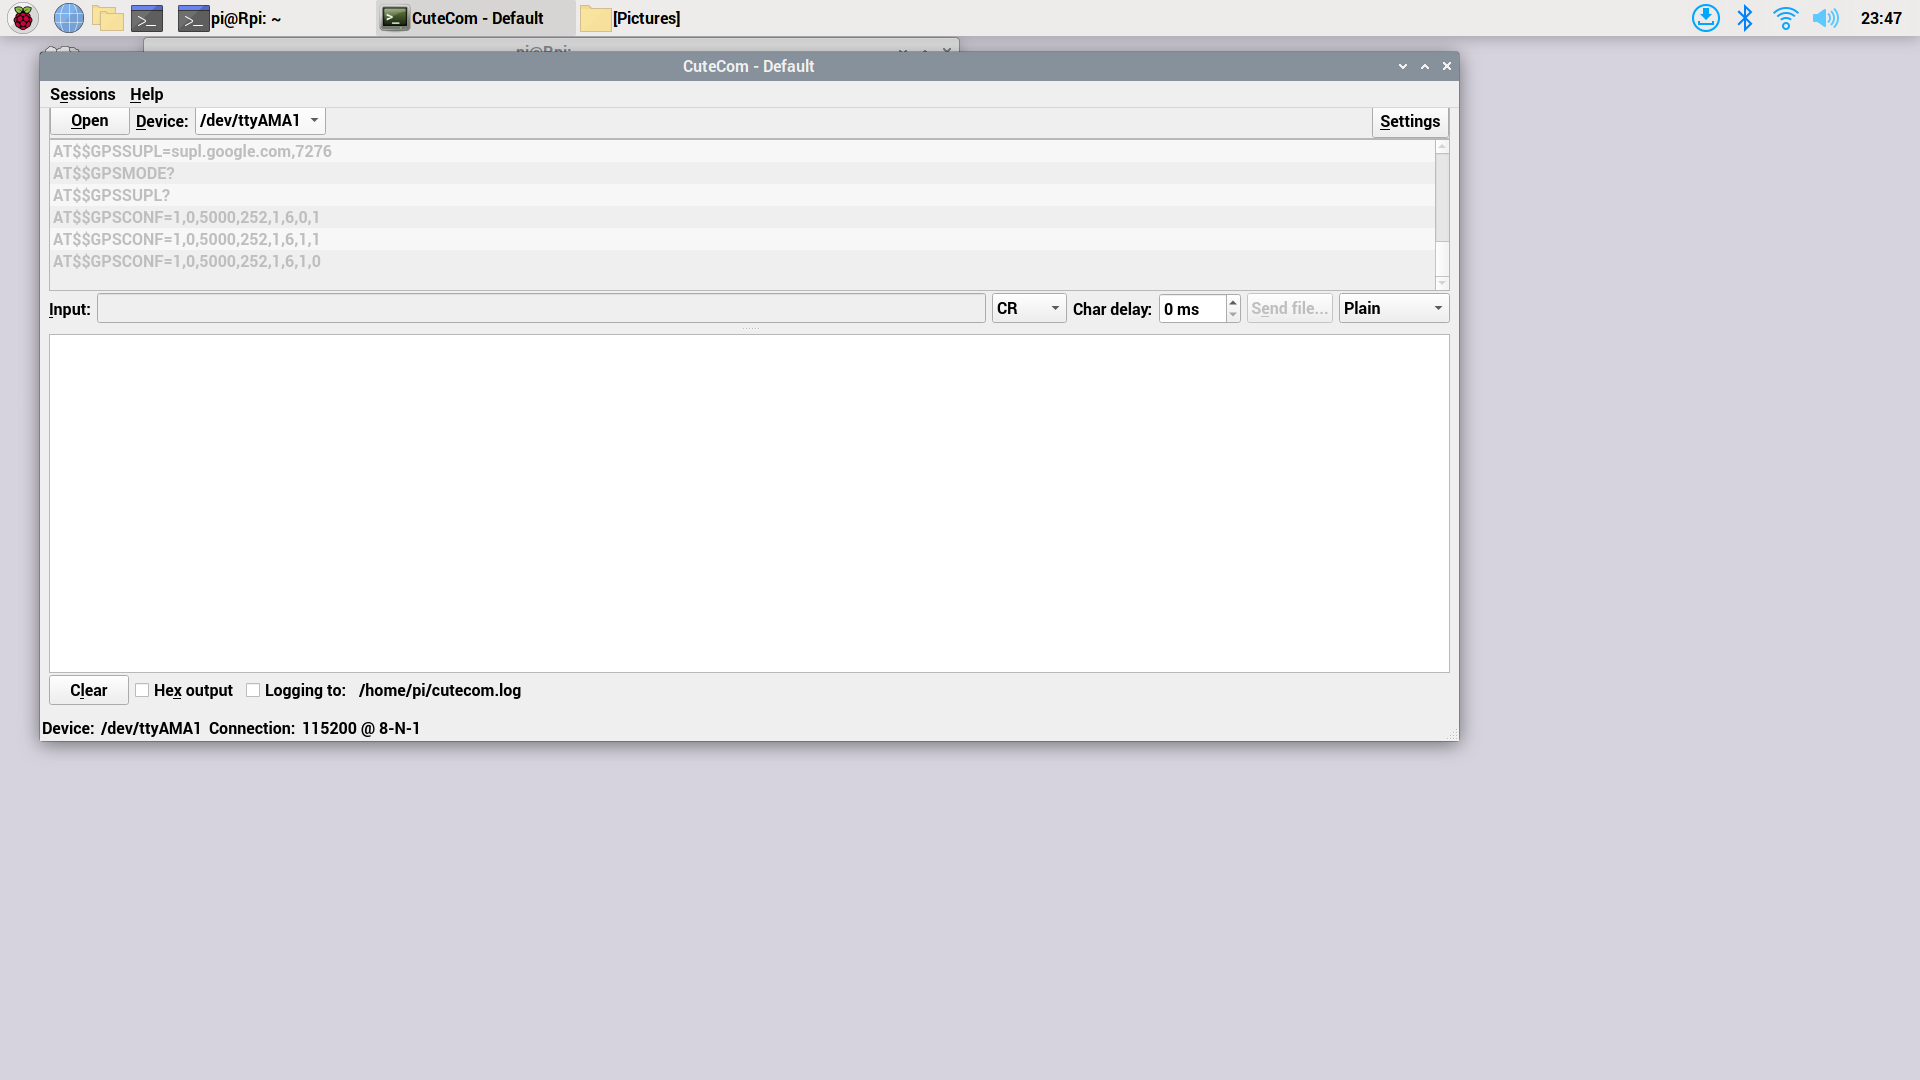 pi@Rpi: ~
CuteCom - Default
[Pictures]
23:47
CuteCom - Default
Sessions Help
Open Device: /dev/ttyAMA1 Settings
AT$$GPSSUPL=supl.google.com,7276
AT$$GPSMODE?
AT$$GPSSUPL?
AT$$GPSCONF=1,0,5000,252,1,6,0,1
AT$$GPSCONF=1,0,5000,252,1,6,1,1
AT$$GPSCONF=1,0,5000,252,1,6,1,0
Input: CR Char delay: 0 ms Send file... Plain
Clear Hex output Logging to: /home/pi/cutecom.log
Device: /dev/ttyAMA1 Connection: 115200 @ 8-N-1